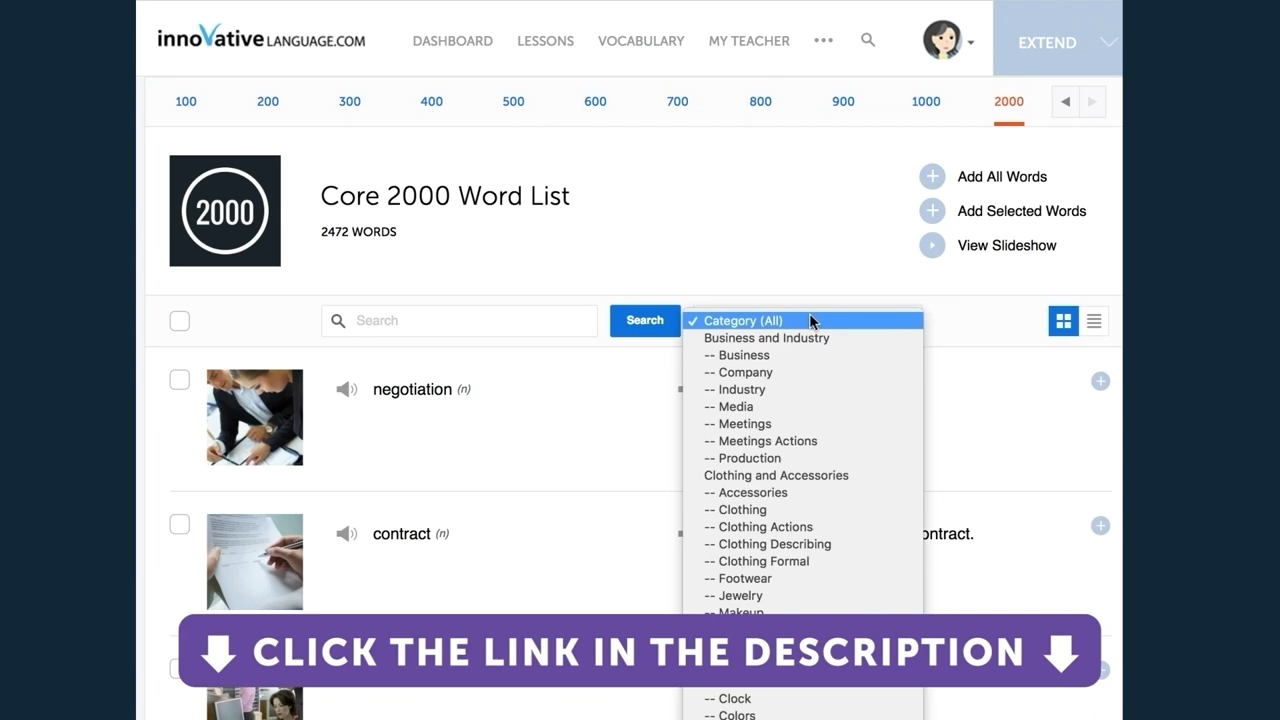 innovative LANGUAGE.COM
DASHBOARD LESSONS VOCABULARY MY TEACHER ••• EXTEND
100 200 300 400 500 600 700 800 900 1000 2000
2000
Core 2000 Word List
2472 WORDS
Add All Words
Add Selected Words
View Slideshow
Search
Search
✓ Category (All)
Business and Industry
-- Business
-- Company
-- Industry
-- Media
-- Meetings
-- Meetings Actions
-- Production
Clothing and Accessories
-- Accessories
-- Clothing
-- Clothing Actions
-- Clothing Describing
-- Clothing Formal
-- Footwear
-- Jewelry
-- Makeup
-- Clock
-- Colors
negotiation (n)
contract (n)
ontract.
CLICK THE LINK IN THE DESCRIPTION